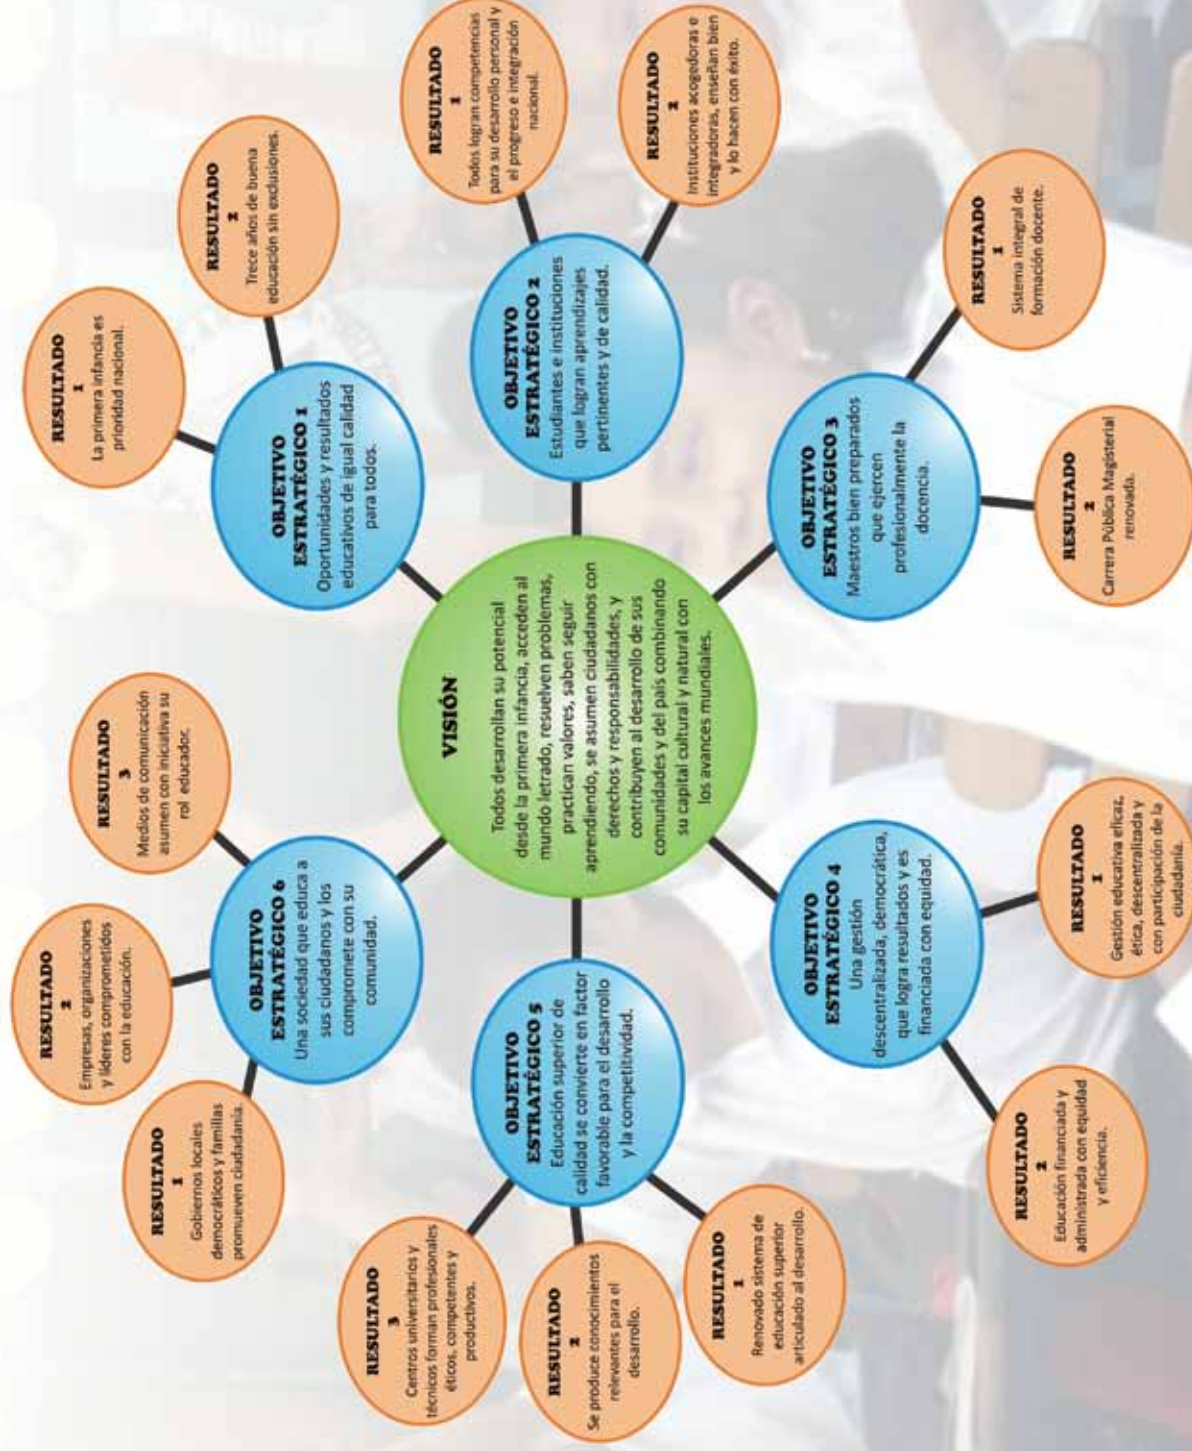 VISIÓN
Todos desarrollan su potencial
desde la primera infancia, acceden al
mundo letrado, resuelven problemas,
practican valores, saben seguir
aprendiendo, se asumen ciudadanos con
derechos y responsabilidades, y
contribuyen al desarrollo de sus
comunidades y del país combinando
su capital cultural y natural con
los avances mundiales.
OBJETIVO
ESTRATÉGICO 1
Oportunidades y resultados
educativos de igual calidad
para todos.
RESULTADO
1
La primera infancia es
prioridad nacional.
RESULTADO
2
Trece años de buena
educación sin exclusiones.
OBJETIVO
ESTRATÉGICO 2
Estudiantes e instituciones
que logran aprendizajes
pertinentes y de calidad.
RESULTADO
1
Todos logran competencias
para su desarrollo personal y
el progreso e integración
nacional.
RESULTADO
2
Instituciones acogedoras e
integradoras, enseñan bien
y lo hacen con éxito.
OBJETIVO
ESTRATÉGICO 3
Maestros bien preparados
que ejercen
profesionalmente la
docencia.
RESULTADO
1
Sistema integral de
formación docente.
RESULTADO
2
Carrera Pública Magisterial
renovada.
OBJETIVO
ESTRATÉGICO 4
Una gestión
descentralizada, democrática,
que logra resultados y es
financiada con equidad.
RESULTADO
1
Gestión educativa eficaz,
ética, descentralizada y
con participación de la
ciudadanía.
RESULTADO
2
Educación financiada y
administrada con equidad
y eficiencia.
OBJETIVO
ESTRATÉGICO 5
Educación superior de
calidad se convierte en factor
favorable para el desarrollo
y la competitividad.
RESULTADO
1
Renovado sistema de
educación superior
articulado al desarrollo.
RESULTADO
2
Se produce conocimientos
relevantes para el
desarrollo.
RESULTADO
3
Centros universitarios y
técnicos forman profesionales
éticos, competentes y
productivos.
OBJETIVO
ESTRATÉGICO 6
Una sociedad que educa a
sus ciudadanos y los
compromete con su
comunidad.
RESULTADO
1
Gobiernos locales
democráticos y familias
promueven ciudadanía.
RESULTADO
2
Empresas, organizaciones
y líderes comprometidos
con la educación.
RESULTADO
3
Medios de comunicación
asumen con iniciativa su
rol educador.